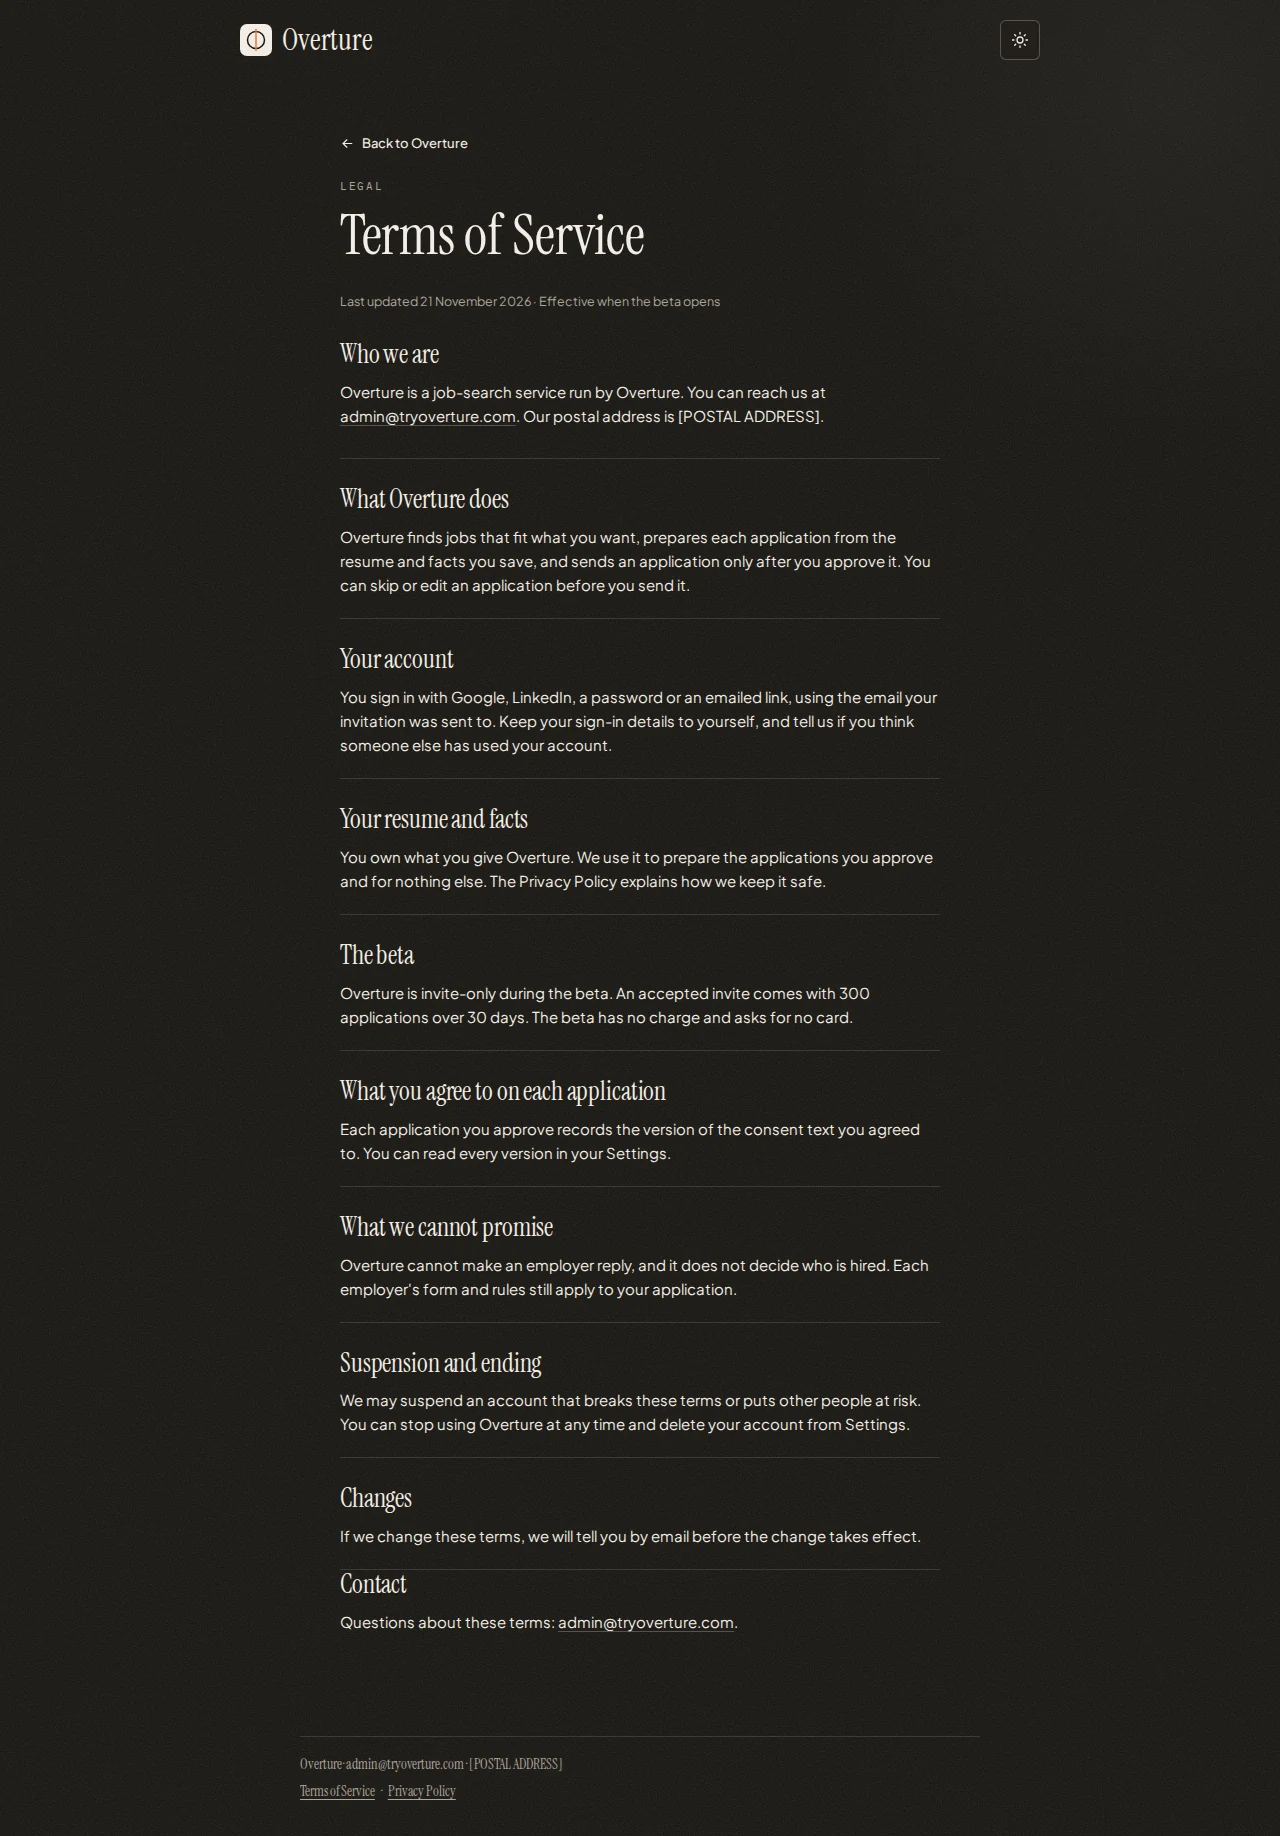 Overture
Back to Overture
LEGAL
Terms of Service
Last updated 21 November 2026 · Effective when the beta opens
Who we are
Overture is a job-search service run by Overture. You can reach us at
admin@tryoverture.com. Our postal address is [POSTAL ADDRESS].
What Overture does
Overture finds jobs that fit what you want, prepares each application from the
resume and facts you save, and sends an application only after you approve it. You
can skip or edit an application before you send it.
Your account
You sign in with Google, LinkedIn, a password or an emailed link, using the email your
invitation was sent to. Keep your sign-in details to yourself, and tell us if you think
someone else has used your account.
Your resume and facts
You own what you give Overture. We use it to prepare the applications you approve
and for nothing else. The Privacy Policy explains how we keep it safe.
The beta
Overture is invite-only during the beta. An accepted invite comes with 300
applications over 30 days. The beta has no charge and asks for no card.
What you agree to on each application
Each application you approve records the version of the consent text you agreed
to. You can read every version in your Settings.
What we cannot promise
Overture cannot make an employer reply, and it does not decide who is hired. Each
employer's form and rules still apply to your application.
Suspension and ending
We may suspend an account that breaks these terms or puts other people at risk.
You can stop using Overture at any time and delete your account from Settings.
Changes
If we change these terms, we will tell you by email before the change takes effect.
Contact
Questions about these terms: admin@tryoverture.com.
Overture · admin@tryoverture.com · [POSTAL ADDRESS]
Terms of Service · Privacy Policy